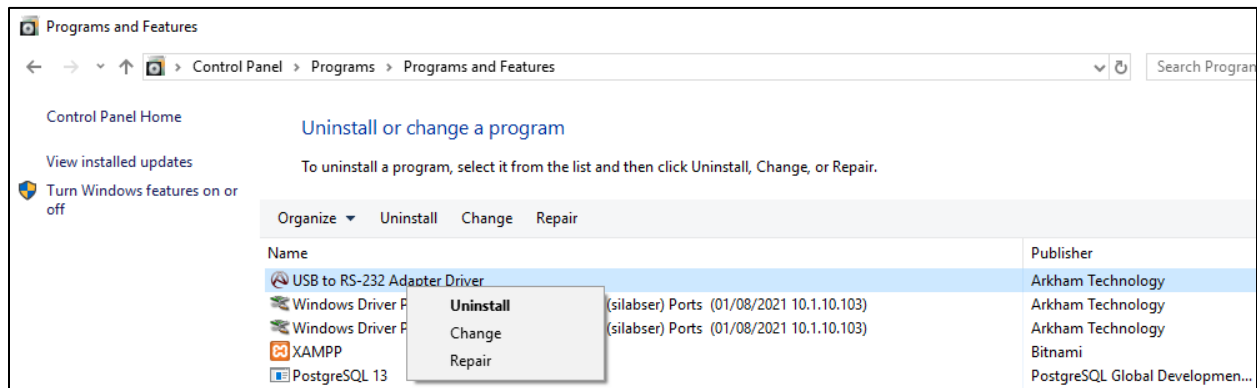 Programs and Features
Control Panel > Programs > Programs and Features
Search Progran
Control Panel Home
Uninstall or change a program
View installed updates
To uninstall a program, select it from the list and then click Uninstall, Change, or Repair.
Turn Windows features on or
off
Organize Uninstall Change Repair
Name Publisher
USB to RS-232 Adapter Driver Arkham Technology
Windows Driver P (silabser) Ports (01/08/2021 10.1.10.103) Arkham Technology
Windows Driver P (silabser) Ports (01/08/2021 10.1.10.103) Arkham Technology
XAMPP Bitnami
PostgreSQL 13 PostgreSQL Global Developmen...
Uninstall
Change
Repair